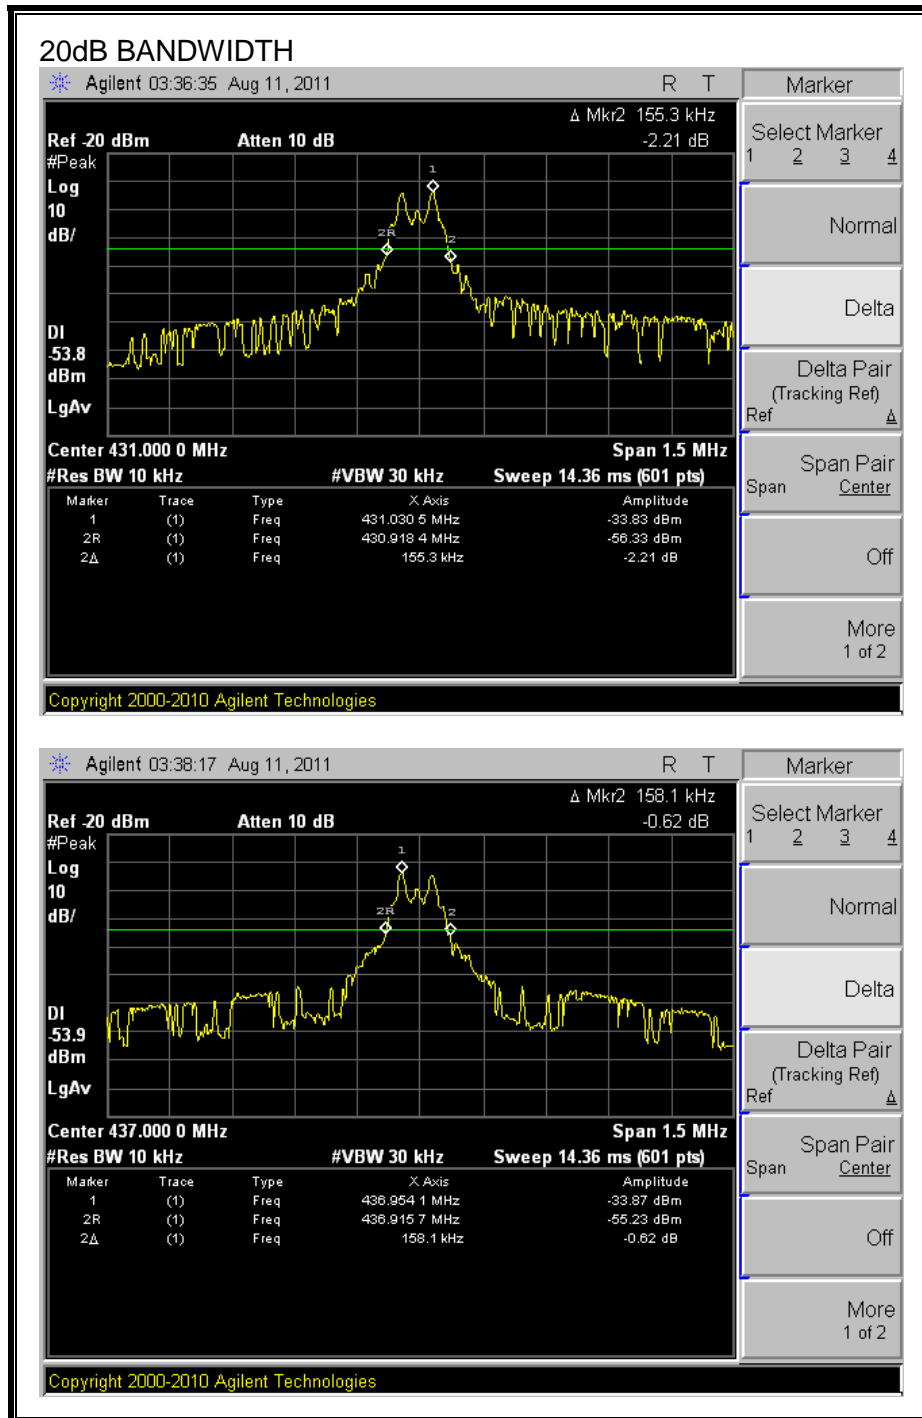 20dB BANDWIDTH
Agilent 03:36:35 Aug 11, 2011 R T
Marker
Δ Mkr2 155.3 kHz
Ref -20 dBm Atten 10 dB -2.21 dB
#Peak
Log
10
dB/
1
2R
2
DI
-53.8
dBm
LgAv
Center 431.000 0 MHz Span 1.5 MHz
#Res BW 10 kHz #VBW 30 kHz Sweep 14.36 ms (601 pts)
Marker Trace Type X Axis Amplitude
1 (1) Freq 431.030 5 MHz -33.83 dBm
2R (1) Freq 430.918 4 MHz -56.33 dBm
2Δ (1) Freq 155.3 kHz -2.21 dB
Select Marker
1 2 3 4
Normal
Delta
Delta Pair
(Tracking Ref)
Ref Δ
Span Pair
Span Center
Off
More
1 of 2
Copyright 2000-2010 Agilent Technologies
Agilent 03:38:17 Aug 11, 2011 R T
Marker
Δ Mkr2 158.1 kHz
Ref -20 dBm Atten 10 dB -0.62 dB
#Peak
Log
10
dB/
1
2R
2
DI
-53.9
dBm
LgAv
Center 437.000 0 MHz Span 1.5 MHz
#Res BW 10 kHz #VBW 30 kHz Sweep 14.36 ms (601 pts)
Marker Trace Type X Axis Amplitude
1 (1) Freq 436.954 1 MHz -33.87 dBm
2R (1) Freq 436.915 7 MHz -55.23 dBm
2Δ (1) Freq 158.1 kHz -0.62 dB
Select Marker
1 2 3 4
Normal
Delta
Delta Pair
(Tracking Ref)
Ref Δ
Span Pair
Span Center
Off
More
1 of 2
Copyright 2000-2010 Agilent Technologies